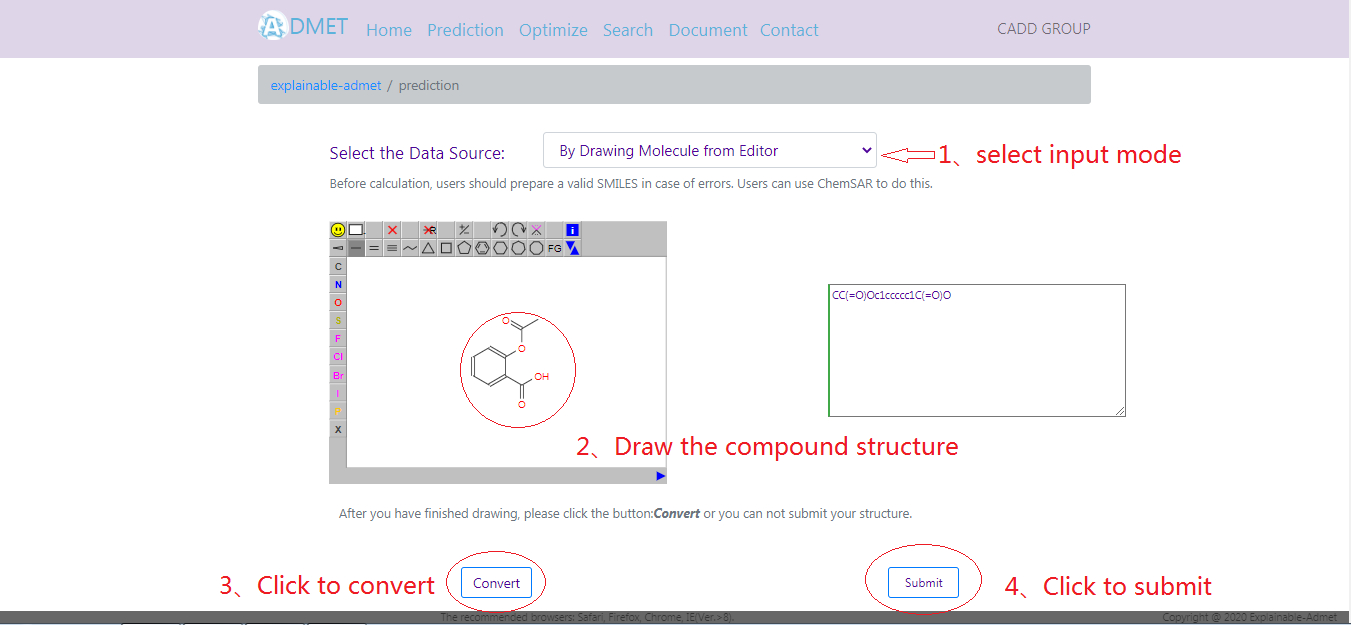 ADMET Home Prediction Optimize Search Document Contact CADD GROUP
explainable-admet / prediction
Select the Data Source: By Drawing Molecule from Editor 1、select input mode
Before calculation, users should prepare a valid SMILES in case of errors. Users can use ChemSAR to do this.
R +/- i
FG
C
N
O
S
F
Cl
Br
I
P
X
O
O
OH
O
CC(=O)Oc1ccccc1C(=O)O
2、Draw the compound structure
After you have finished drawing, please click the button:Convert or you can not submit your structure.
3、Click to convert Convert Submit 4、Click to submit
The recommended browsers: Safari, Firefox, Chrome, IE(Ver.>8). Copyright @ 2020 Explainable-Admet